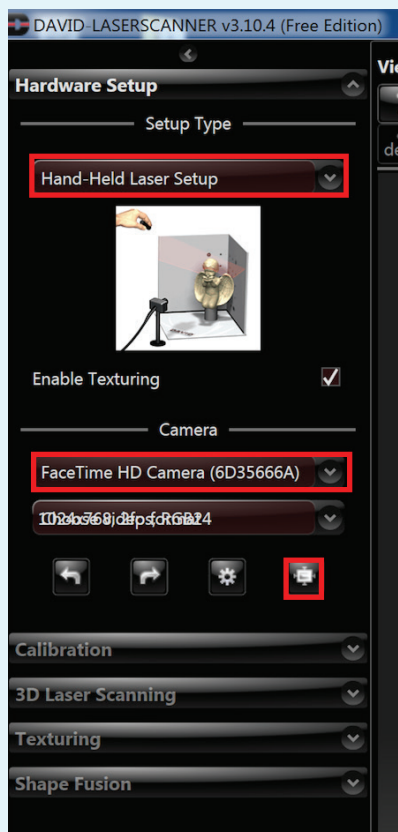 DAVID-LASERSCANNER v3.10.4 (Free Edition)
Hardware Setup
Vie
Setup Type
de
Hand-Held Laser Setup
Enable Texturing
Camera
FaceTime HD Camera (6D35666A)
Calibration
3D Laser Scanning
Texturing
Shape Fusion